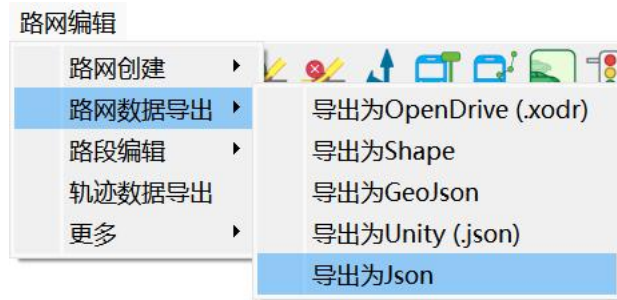 路网编辑
路网创建
路网数据导出
路段编辑
轨迹数据导出
更多
导出为OpenDrive (.xodr)
导出为Shape
导出为GeoJson
导出为Unity (.json)
导出为Json